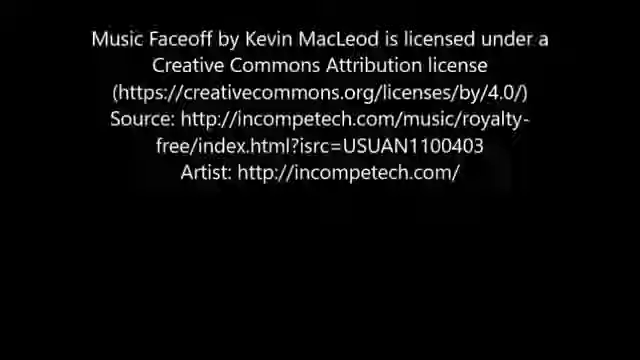 Music Faceoff by Kevin MacLeod is licensed under a
Creative Commons Attribution license
(https://creativecommons.org/licenses/by/4.0/)
Source: http://incompetech.com/music/royalty-
free/index.html?isrc=USUAN1100403
Artist: http://incompetech.com/